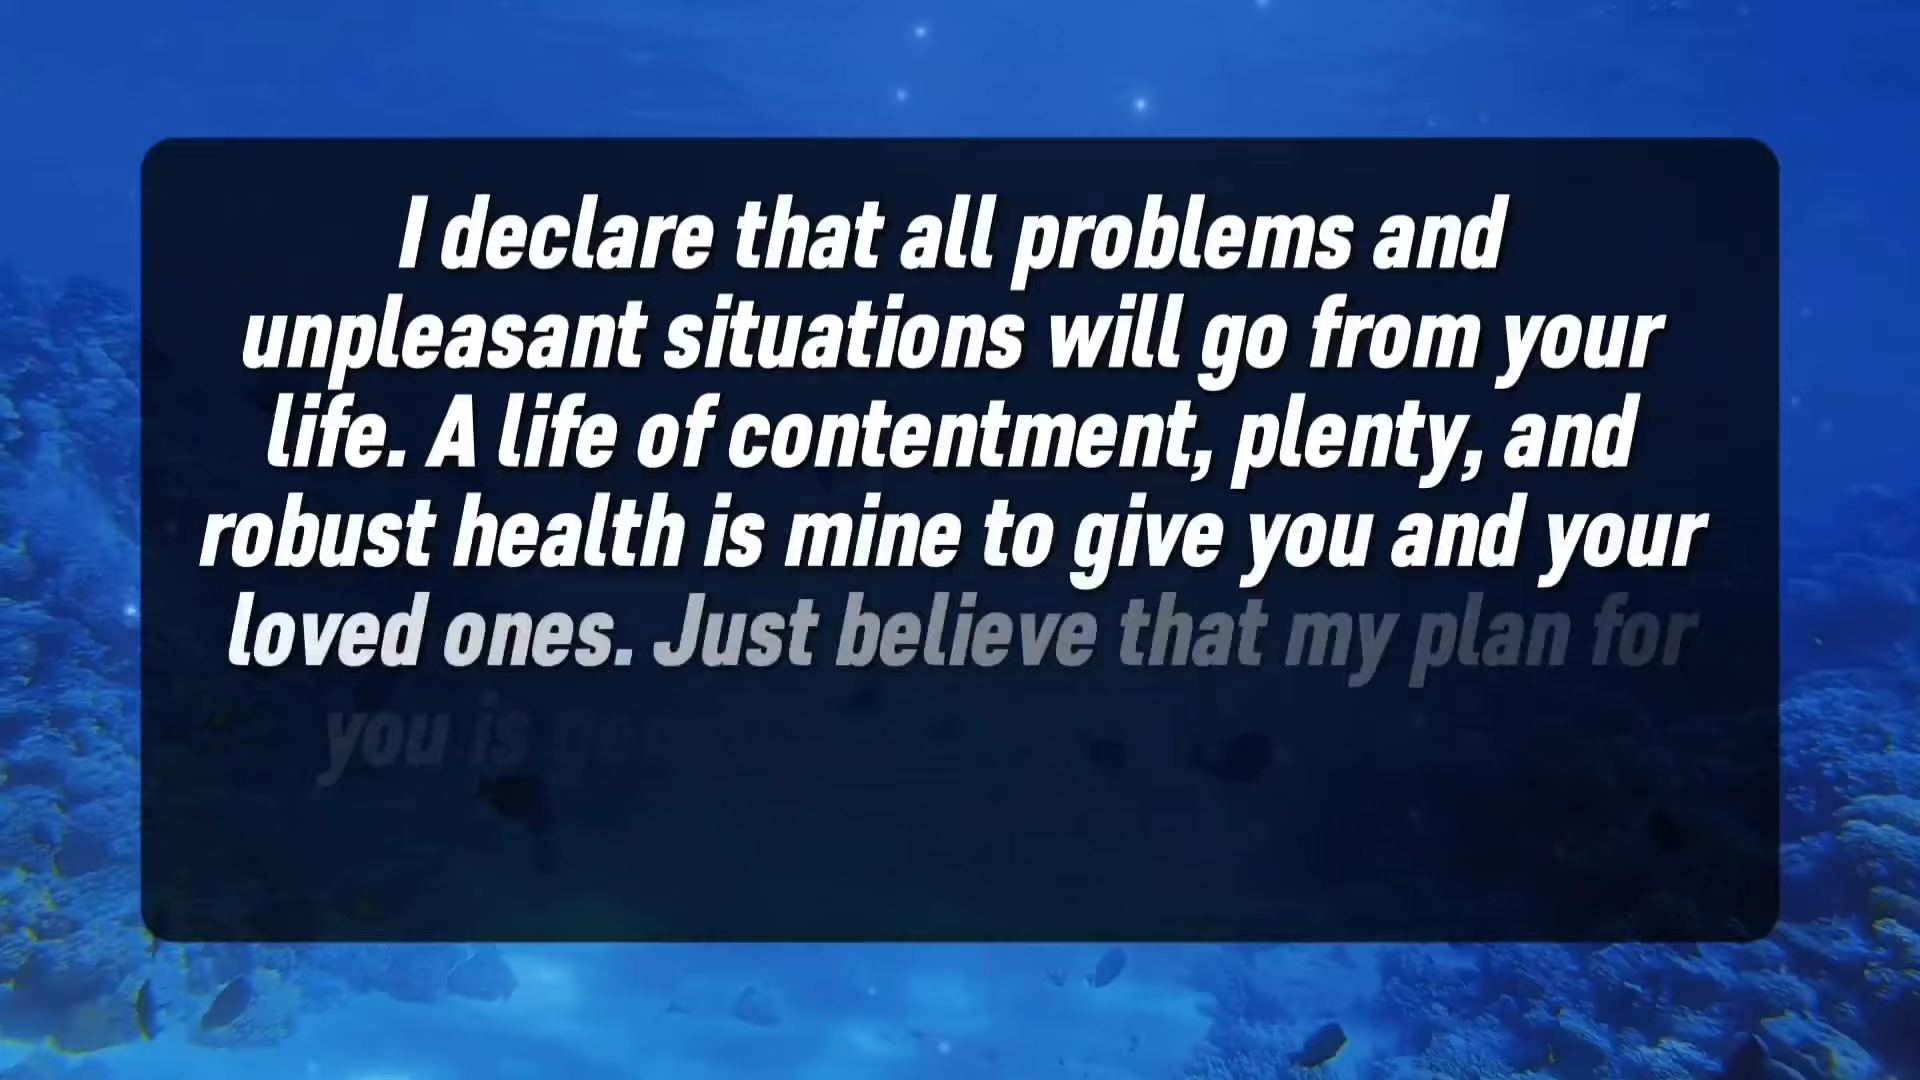 I declare that all problems and
unpleasant situations will go from your
life. A life of contentment, plenty, and
robust health is mine to give you and your
loved ones. Just believe that my plan for
you is